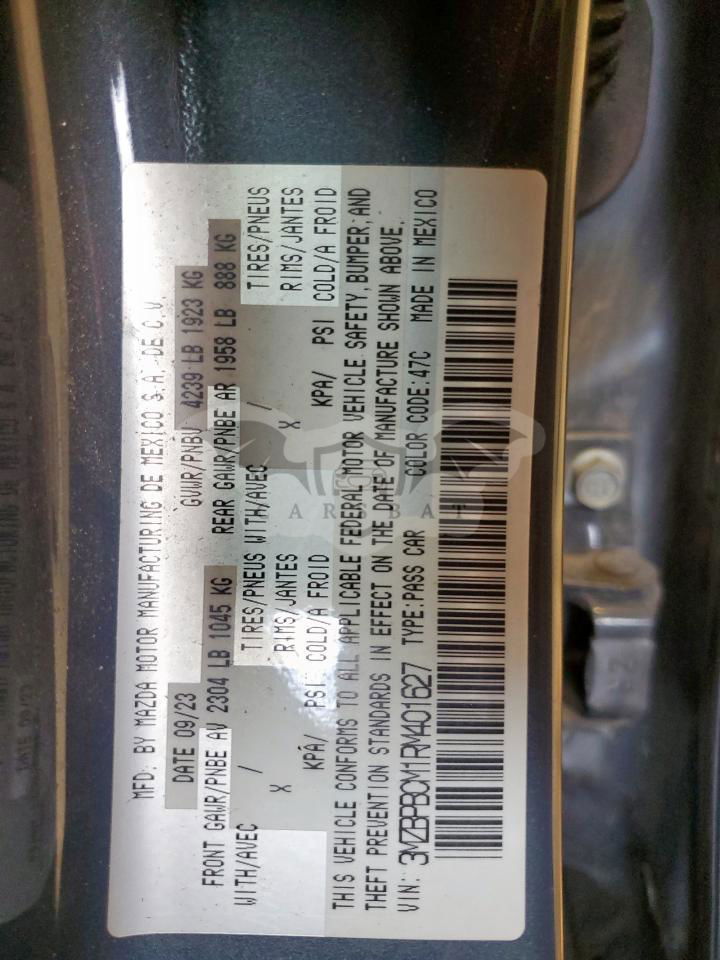 MFD. BY MAZDA MOTOR MANUFACTURING DE MEXICO S.A. DE C.V.
DATE 09/23 GVWR/PNBV 4239 LB 1923 KG
FRONT GAWR/PNBE AV 2304 LB 1045 KG REAR GAWR/PNBE AR 1958 LB 888 KG
WITH/AVEC / TIRES/PNEUS WITH/AVEC / TIRES/PNEUS
X RIMS/JANTES X RIMS/JANTES
KPA/ PSI COLD/A FROID KPA/ PSI COLD/A FROID
THIS VEHICLE CONFORMS TO ALL APPLICABLE FEDERAL MOTOR VEHICLE SAFETY, BUMPER, AND
THEFT PREVENTION STANDARDS IN EFFECT ON THE DATE OF MANUFACTURE SHOWN ABOVE.
VIN: 3MZBPBCM1RM401627 TYPE:PASS CAR COLOR CODE:47C MADE IN MEXICO
ARSBAT